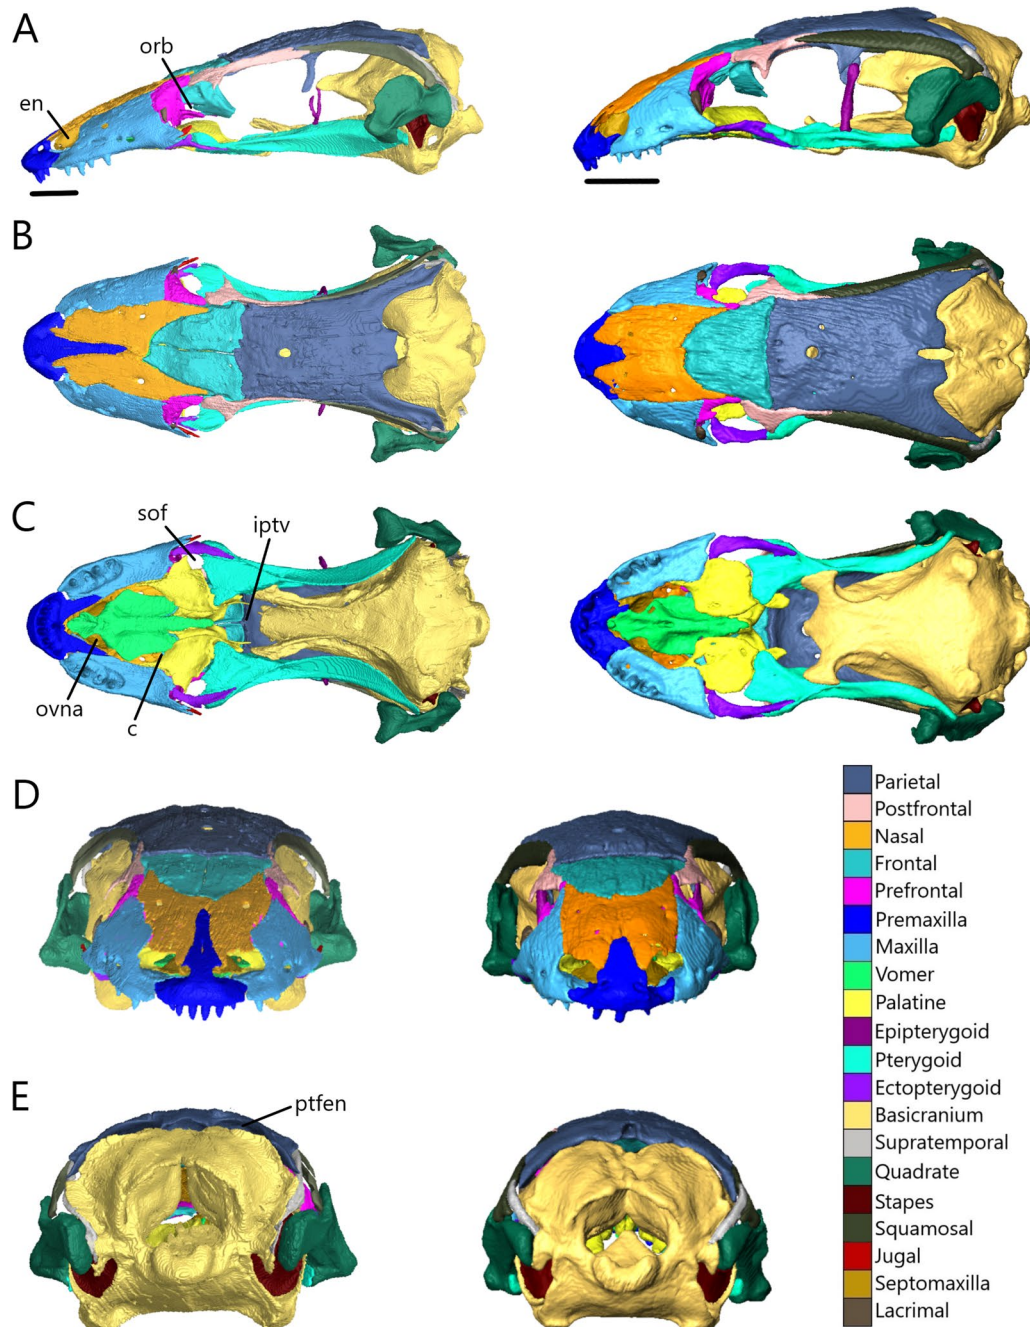 A
orb
en
B
C
sof
iptv
ovna
c
D
E
ptfen
Parietal
Postfrontal
Nasal
Frontal
Prefrontal
Premaxilla
Maxilla
Vomer
Palatine
Epipterygoid
Pterygoid
Ectopterygoid
Basicranium
Supratemporal
Quadrate
Stapes
Squamosal
Jugal
Septomaxilla
Lacrimal